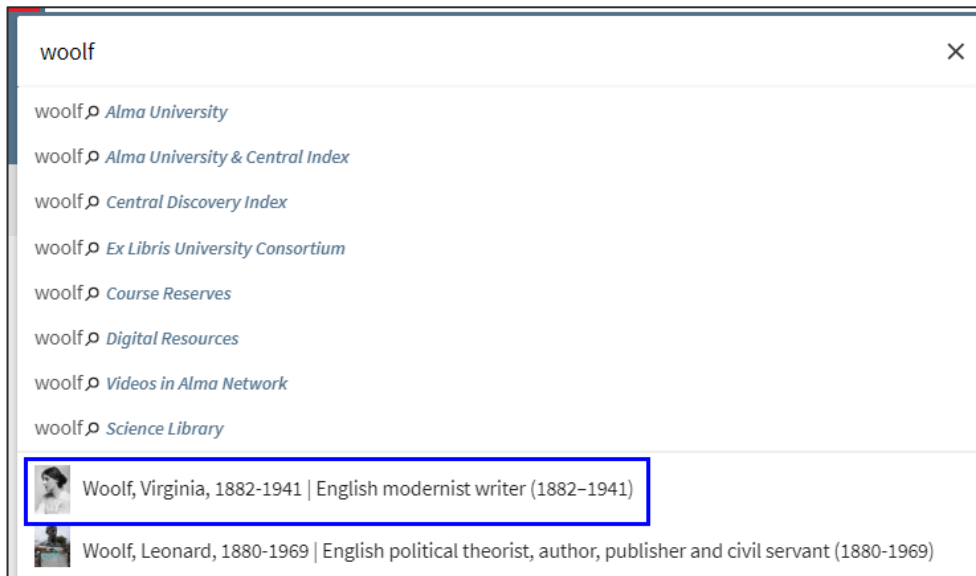 woolf
woolf Alma University
woolf Alma University & Central Index
woolf Central Discovery Index
woolf Ex Libris University Consortium
woolf Course Reserves
woolf Digital Resources
woolf Videos in Alma Network
woolf Science Library
Woolf, Virginia, 1882-1941 | English modernist writer (1882–1941)
Woolf, Leonard, 1880-1969 | English political theorist, author, publisher and civil servant (1880-1969)